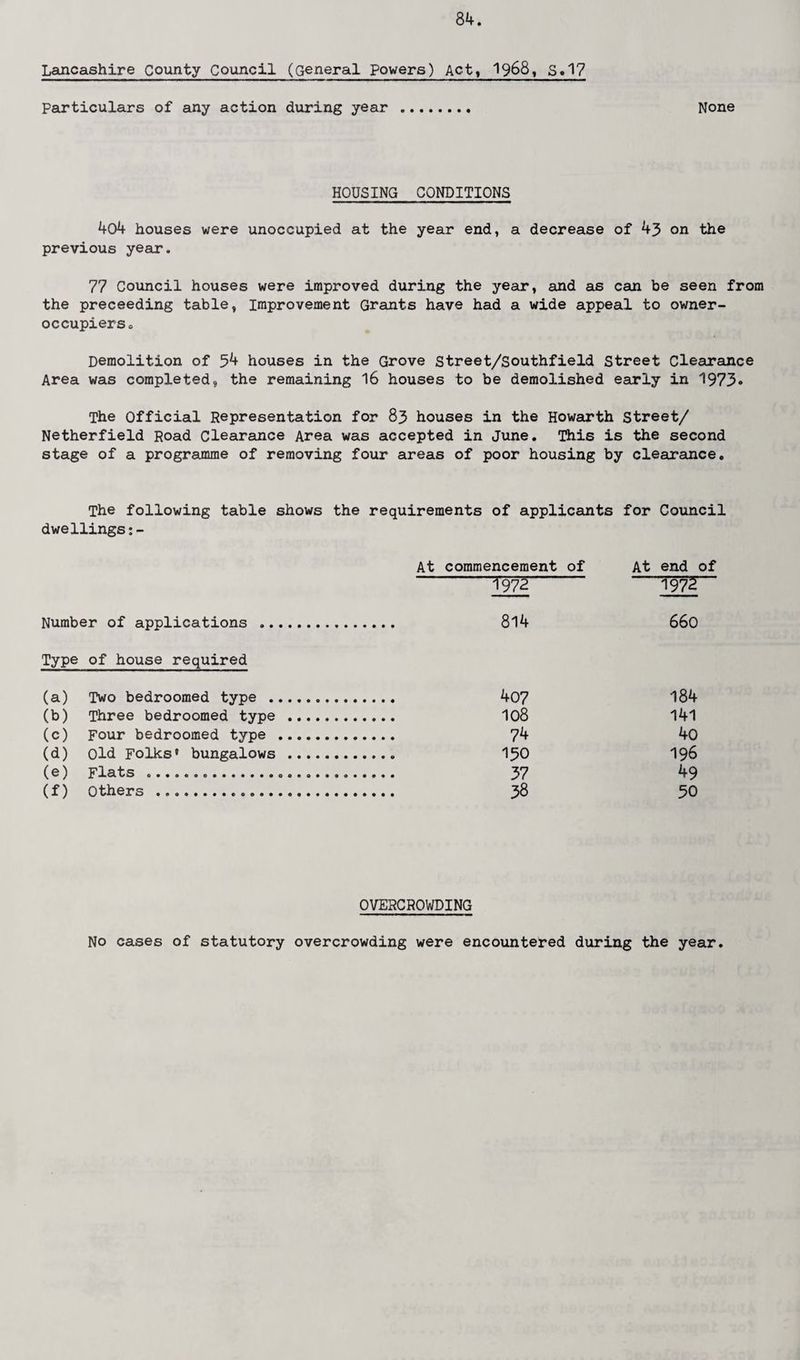 84.
Lancashire County Council (General Powers) Act, 1968, S.17
Particulars of any action during year ........ None
HOUSING CONDITIONS
404 houses were unoccupied at the year end, a decrease of 43 on the
previous year.
77 Council houses were improved during the year, and as can be seen from
the preceeding table, Improvement Grants have had a wide appeal to owner-
occupiers.
Demolition of 54 houses in the Grove Street/Southfield Street Clearance
Area was completed, the remaining 16 houses to be demolished early in 1973.
The Official Representation for 83 houses in the Howarth Street/
Netherfield Road Clearance Area was accepted in June. This is the second
stage of a programme of removing four areas of poor housing by clearance.
The following table shows the requirements of applicants for Council
dwellings:-
At commencement of At end of
1972 1972
Number of applications ............... 814 660
Type of house required
(a) Two bedroomed type .............. 407 184
(b) Three bedroomed type ............ 108 141
(c) Four bedroomed type ............. 74 40
(d) Old Folks' bungalows ............ 150 196
(e) Flats ........................... 37 49
(f) Others .......................... 38 50
OVERCROWDING
No cases of statutory overcrowding were encountered during the year.